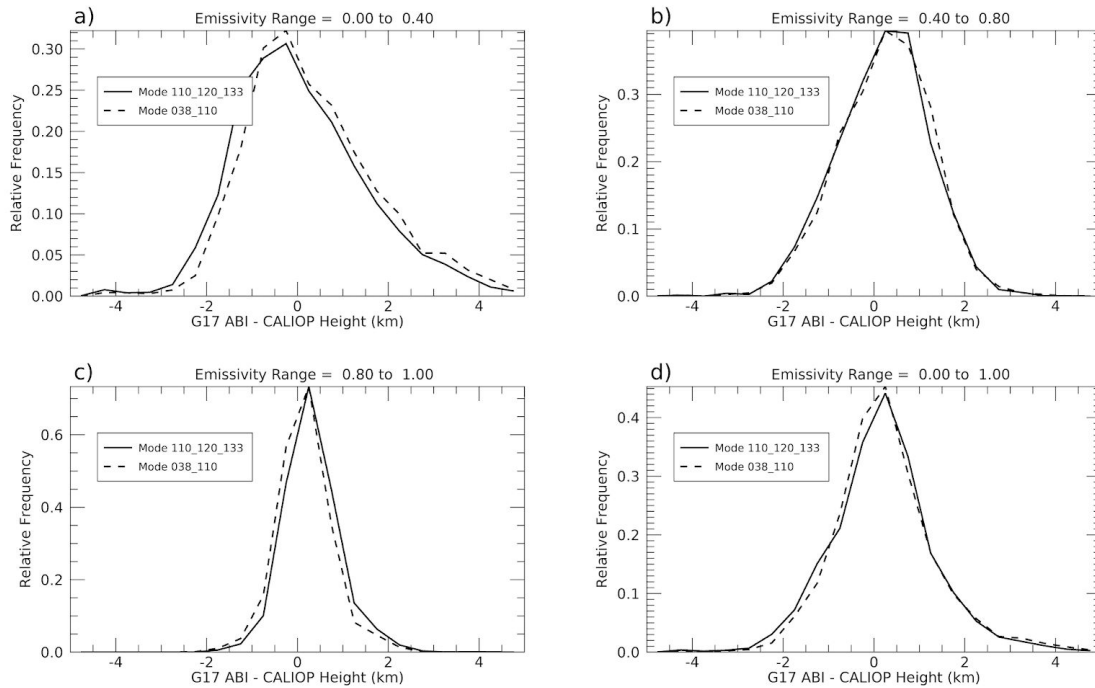 a)
Emissivity Range = 0.00 to 0.40
Relative Frequency
0.30
0.25
0.20
0.15
0.10
0.05
0.00
Mode 110_120_133
Mode 038_110
-4 -2 0 2 4
G17 ABI - CALIOP Height (km)
b)
Emissivity Range = 0.40 to 0.80
Relative Frequency
0.3
0.2
0.1
0.0
Mode 110_120_133
Mode 038_110
-4 -2 0 2 4
G17 ABI - CALIOP Height (km)
c)
Emissivity Range = 0.80 to 1.00
Relative Frequency
0.6
0.4
0.2
0.0
Mode 110_120_133
Mode 038_110
-4 -2 0 2 4
G17 ABI - CALIOP Height (km)
d)
Emissivity Range = 0.00 to 1.00
Relative Frequency
0.4
0.3
0.2
0.1
0.0
Mode 110_120_133
Mode 038_110
-4 -2 0 2 4
G17 ABI - CALIOP Height (km)